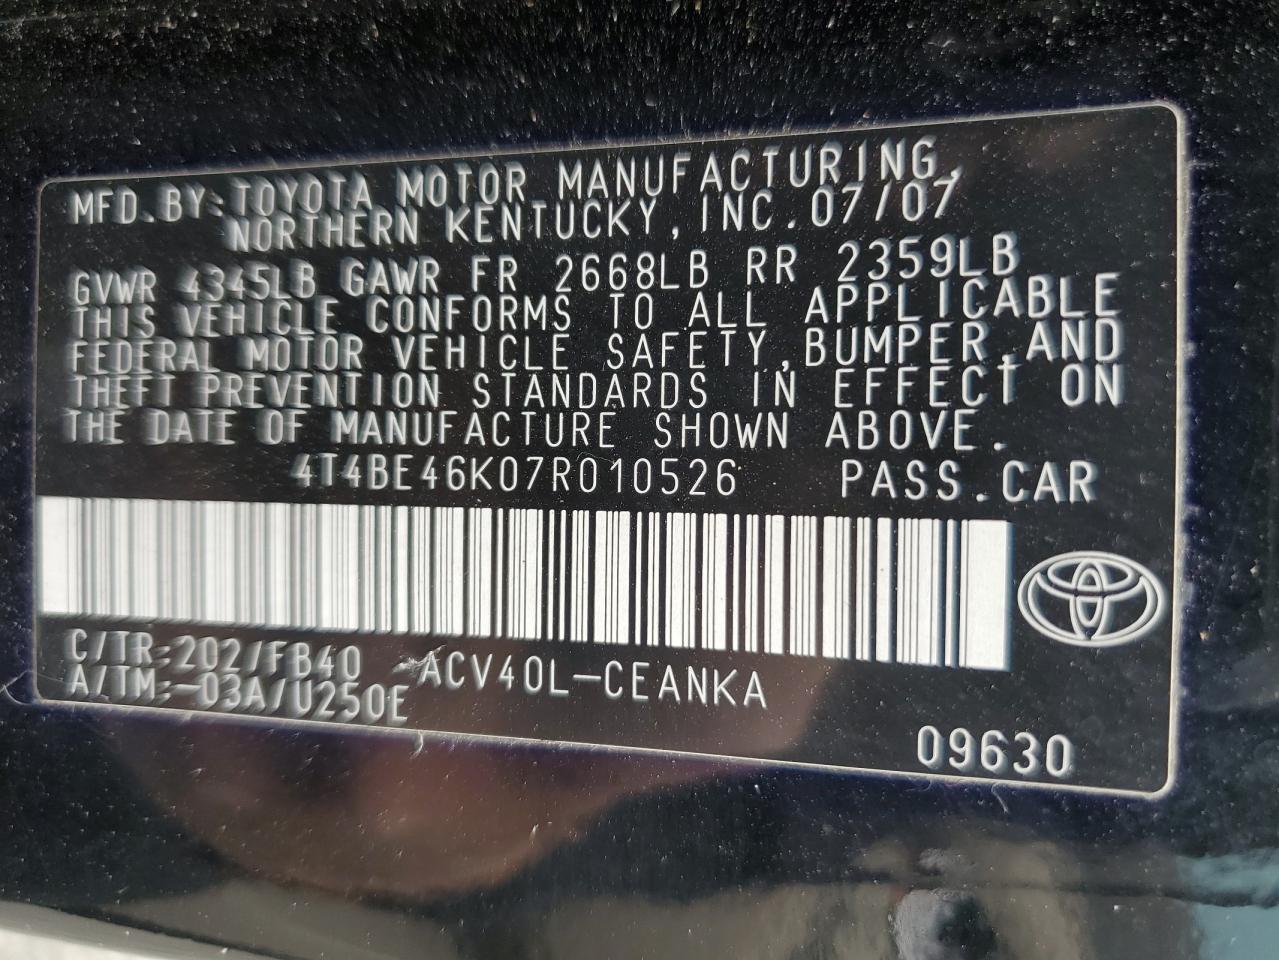 MFD.BY: TOYOTA MOTOR MANUFACTURING,
NORTHERN KENTUCKY, INC. 07/07
GVWR 4345LB GAWR FR 2668LB RR 2359LB
THIS VEHICLE CONFORMS TO ALL APPLICABLE
FEDERAL MOTOR VEHICLE SAFETY, BUMPER, AND
THEFT PREVENTION STANDARDS IN EFFECT ON
THE DATE OF MANUFACTURE SHOWN ABOVE.
4T4BE46K07R010526 PASS.CAR
C/TR:202/FB40 ACV40L-CEANKA
A/TM:-03A/U250E
09630